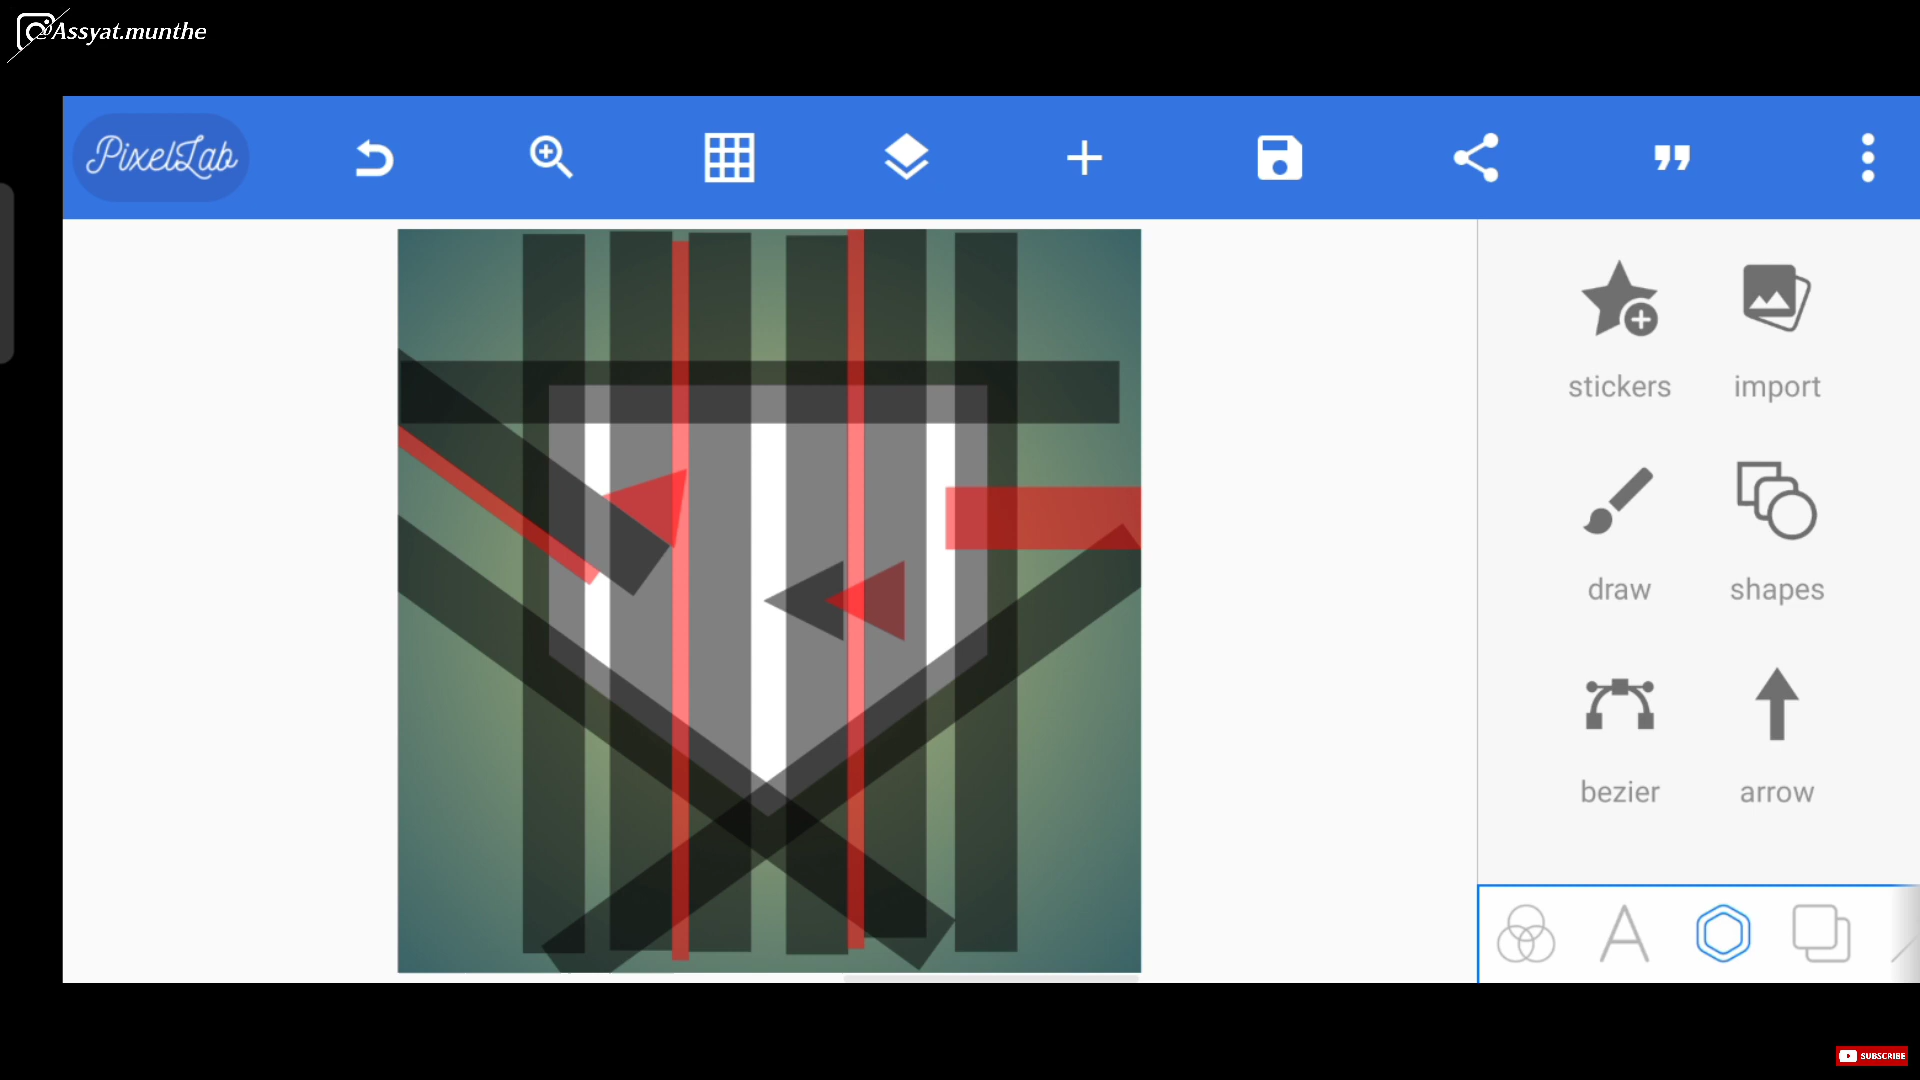 @Assyat.munthe
PixelLab
stickers
import
draw
shapes
bezier
arrow
SUBSCRIBE